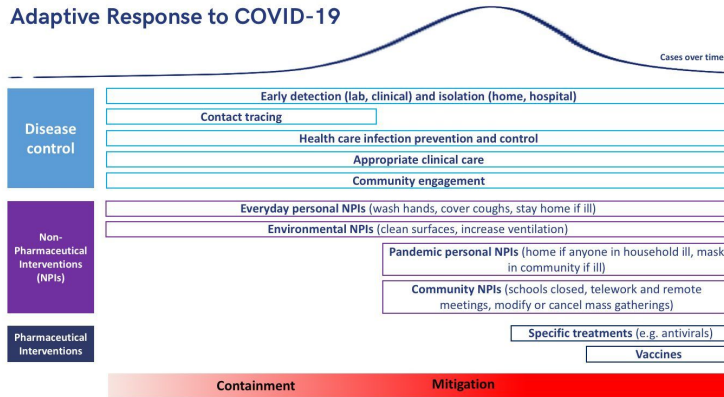 Adaptive Response to COVID-19
Cases over time
Disease
control
Early detection (lab, clinical) and isolation (home, hospital)
Contact tracing
Health care infection prevention and control
Appropriate clinical care
Community engagement
Non-
Pharmaceutical
Interventions
(NPIs)
Everyday personal NPIs (wash hands, cover coughs, stay home if ill)
Environmental NPIs (clean surfaces, increase ventilation)
Pandemic personal NPIs (home if anyone in household ill, mask
in community if ill)
Community NPIs (schools closed, telework and remote
meetings, modify or cancel mass gatherings)
Pharmaceutical
Interventions
Specific treatments (e.g. antivirals)
Vaccines
Containment
Mitigation